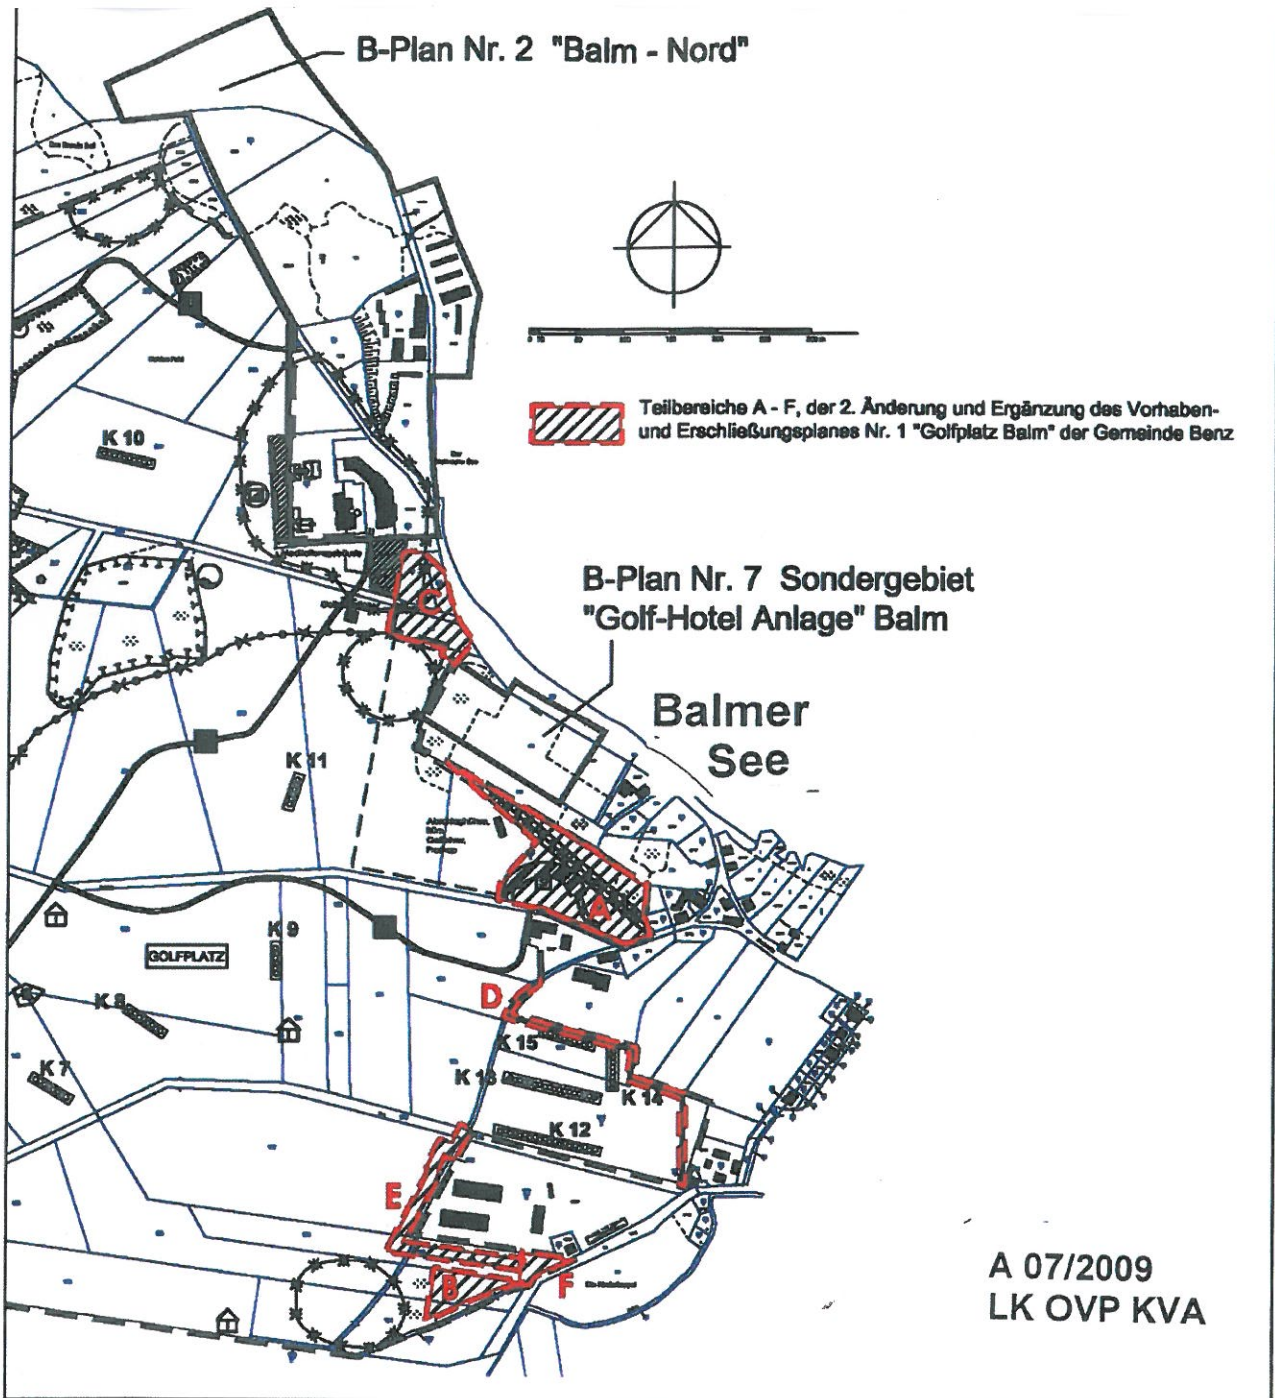 B-Plan Nr. 2 "Balm - Nord"
Teilbereiche A - F, der 2. Änderung und Ergänzung des Vorhaben-
und Erschließungsplanes Nr. 1 "Golfplatz Balm" der Gemeinde Benz
K 10
C
B-Plan Nr. 7 Sondergebiet
"Golf-Hotel Anlage" Balm
Balmer
See
K 11
A
K 9
GOLFPLATZ
D
K 8
K 15
K 7
K 14
K 12
E
B
F
A 07/2009
LK OVP KVA